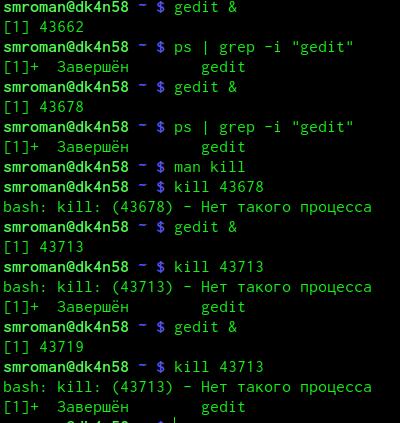 smroman@dk4n58 ~ $ gedit &
[1] 43662
smroman@dk4n58 ~ $ ps | grep -i "gedit"
[1]+  Завершён        gedit
smroman@dk4n58 ~ $ gedit &
[1] 43678
smroman@dk4n58 ~ $ ps | grep -i "gedit"
[1]+  Завершён        gedit
smroman@dk4n58 ~ $ man kill
smroman@dk4n58 ~ $ kill 43678
bash: kill: (43678) - Нет такого процесса
smroman@dk4n58 ~ $ gedit &
[1] 43713
smroman@dk4n58 ~ $ kill 43713
bash: kill: (43713) - Нет такого процесса
[1]+  Завершён        gedit
smroman@dk4n58 ~ $ gedit &
[1] 43719
smroman@dk4n58 ~ $ kill 43713
bash: kill: (43713) - Нет такого процесса
[1]+  Завершён        gedit